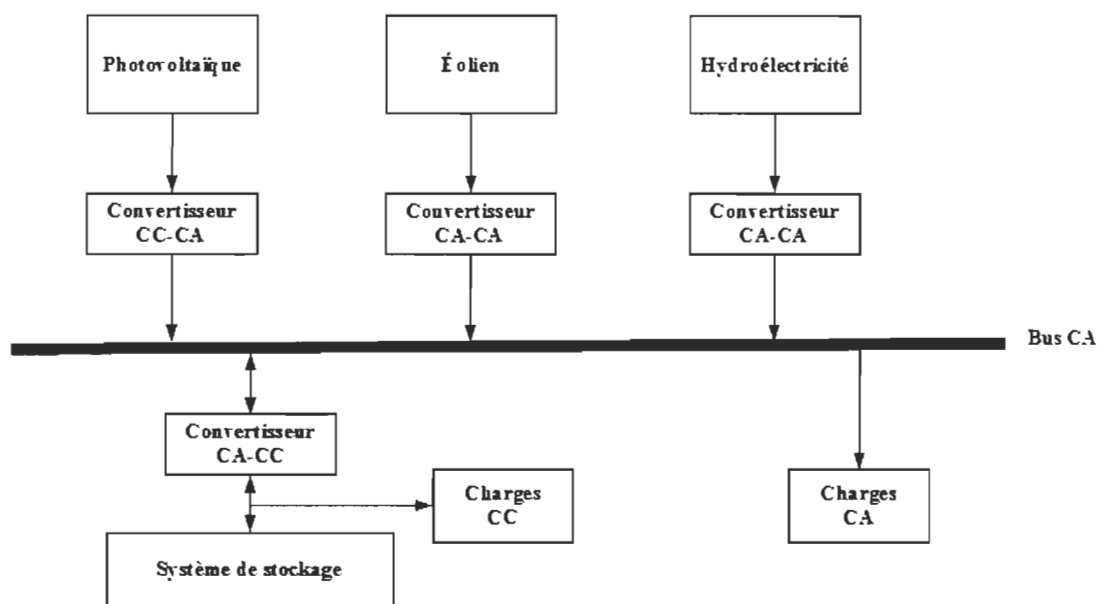 Photovoltaïque
Éolien
Hydroélectricité
Convertisseur
CC-CA
Convertisseur
CA-CA
Convertisseur
CA-CA
Bus CA
Convertisseur
CA-CC
Charges
CC
Charges
CA
Système de stockage